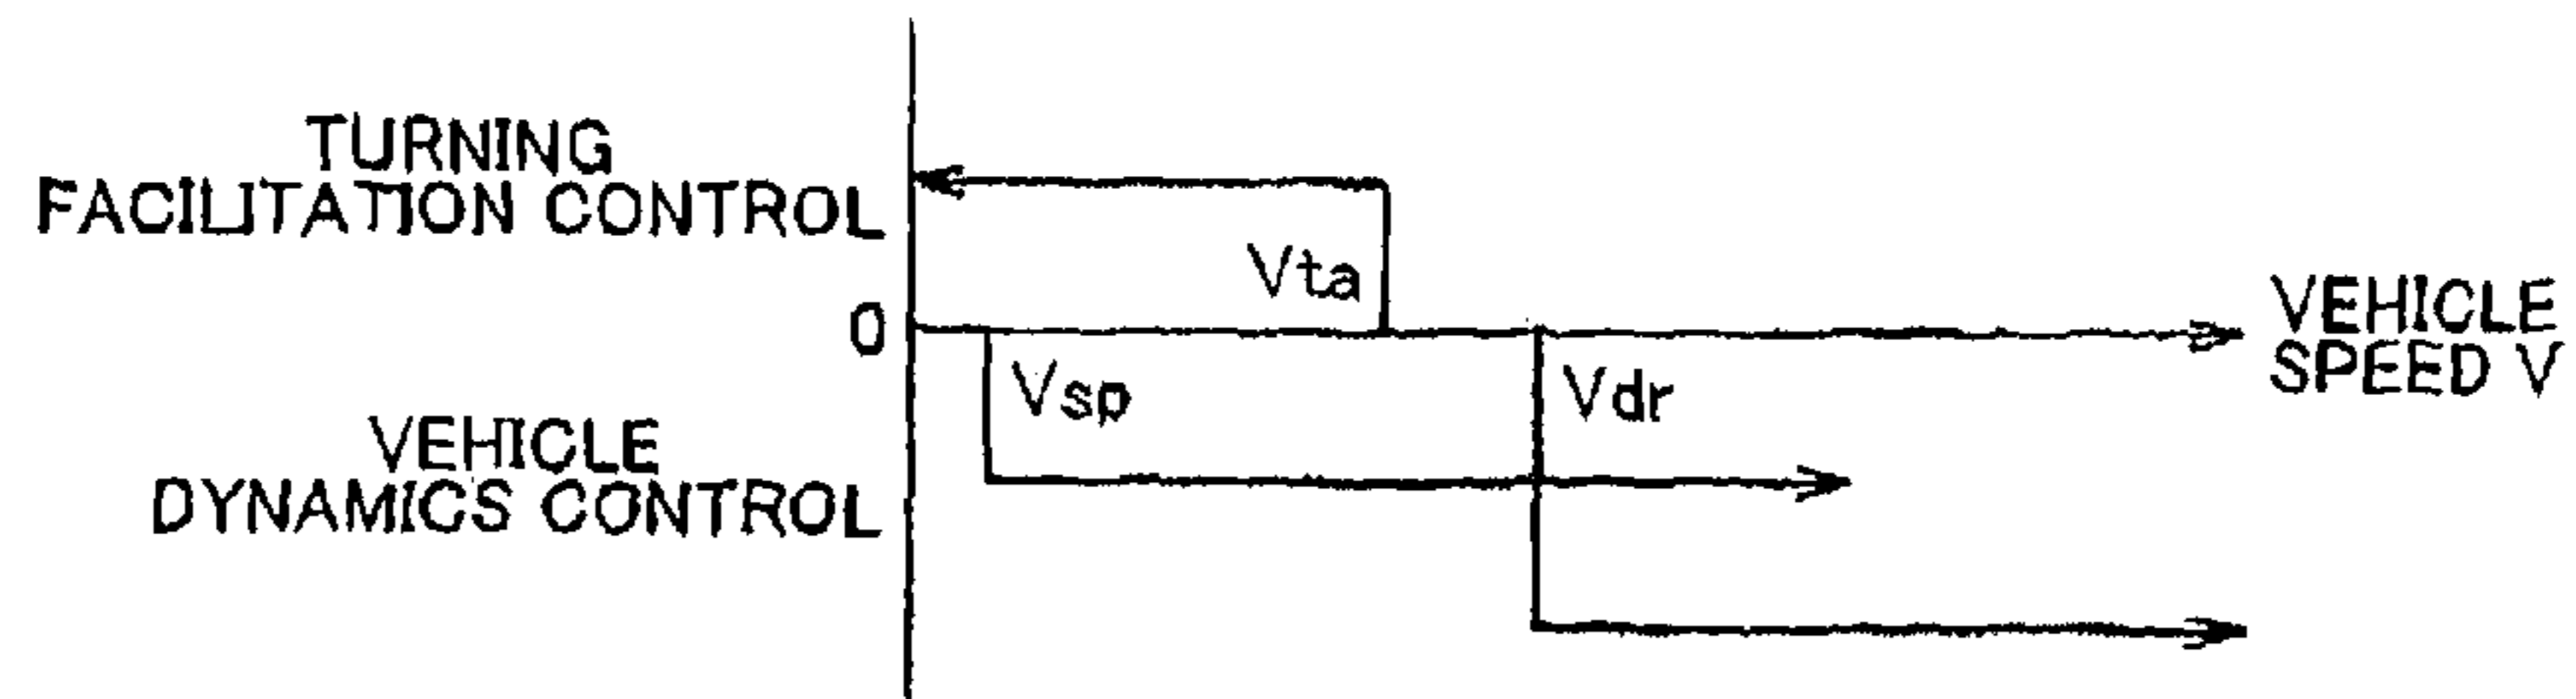 TURNING
FACILITATION CONTROL
Vta
0
VEHICLE
SPEED V
Vsp
Vdr
VEHICLE
DYNAMICS CONTROL